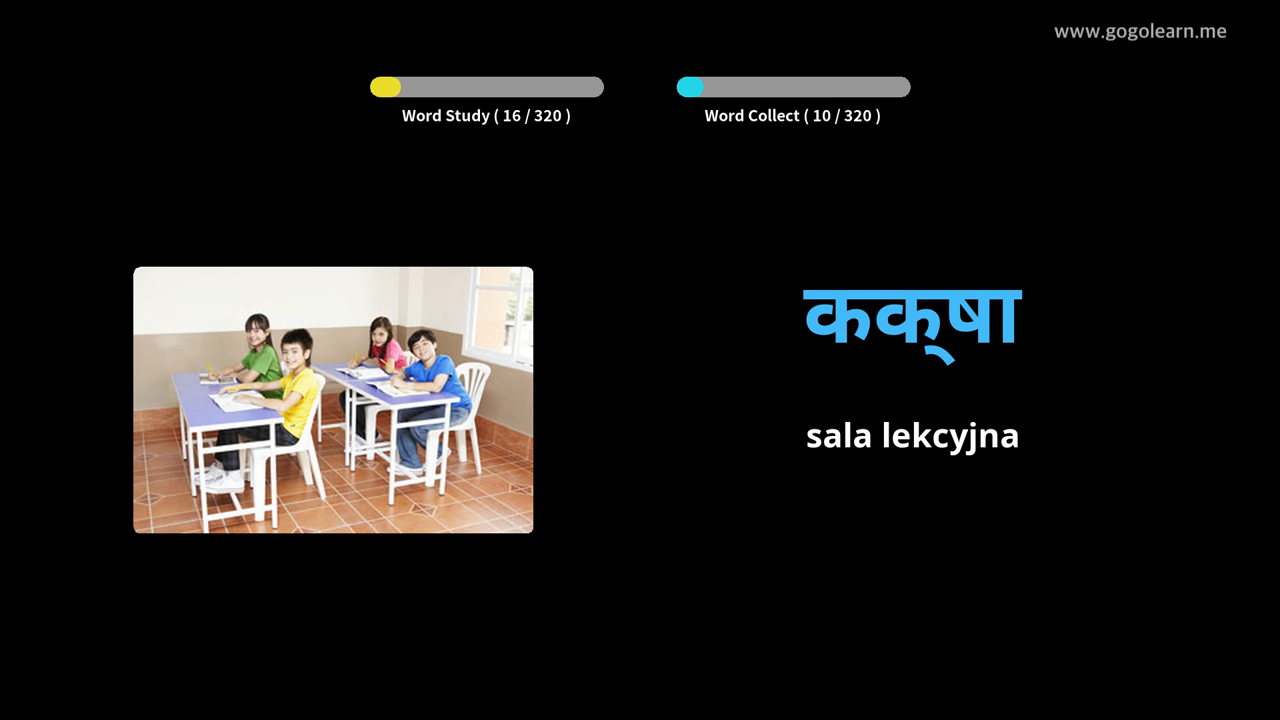 www.gogolearn.me
Word Study ( 16 / 320 )
Word Collect ( 10 / 320 )
कक्‌षा
sala lekcyjna